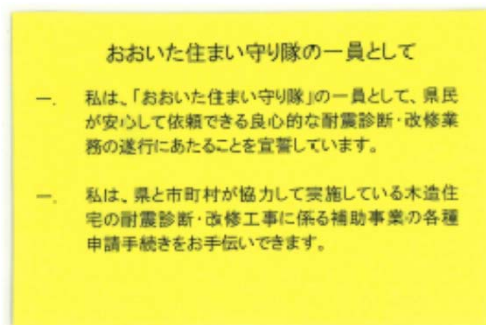 おおいた住まい守り隊の一員として
一. 私は、「おおいた住まい守り隊」の一員として、県民
が安心して依頼できる良心的な耐震診断・改修業
務の遂行にあたることを宣誓しています。
一. 私は、県と市町村が協力して実施している木造住
宅の耐震診断・改修工事に係る補助事業の各種
申請手続きをお手伝いできます。